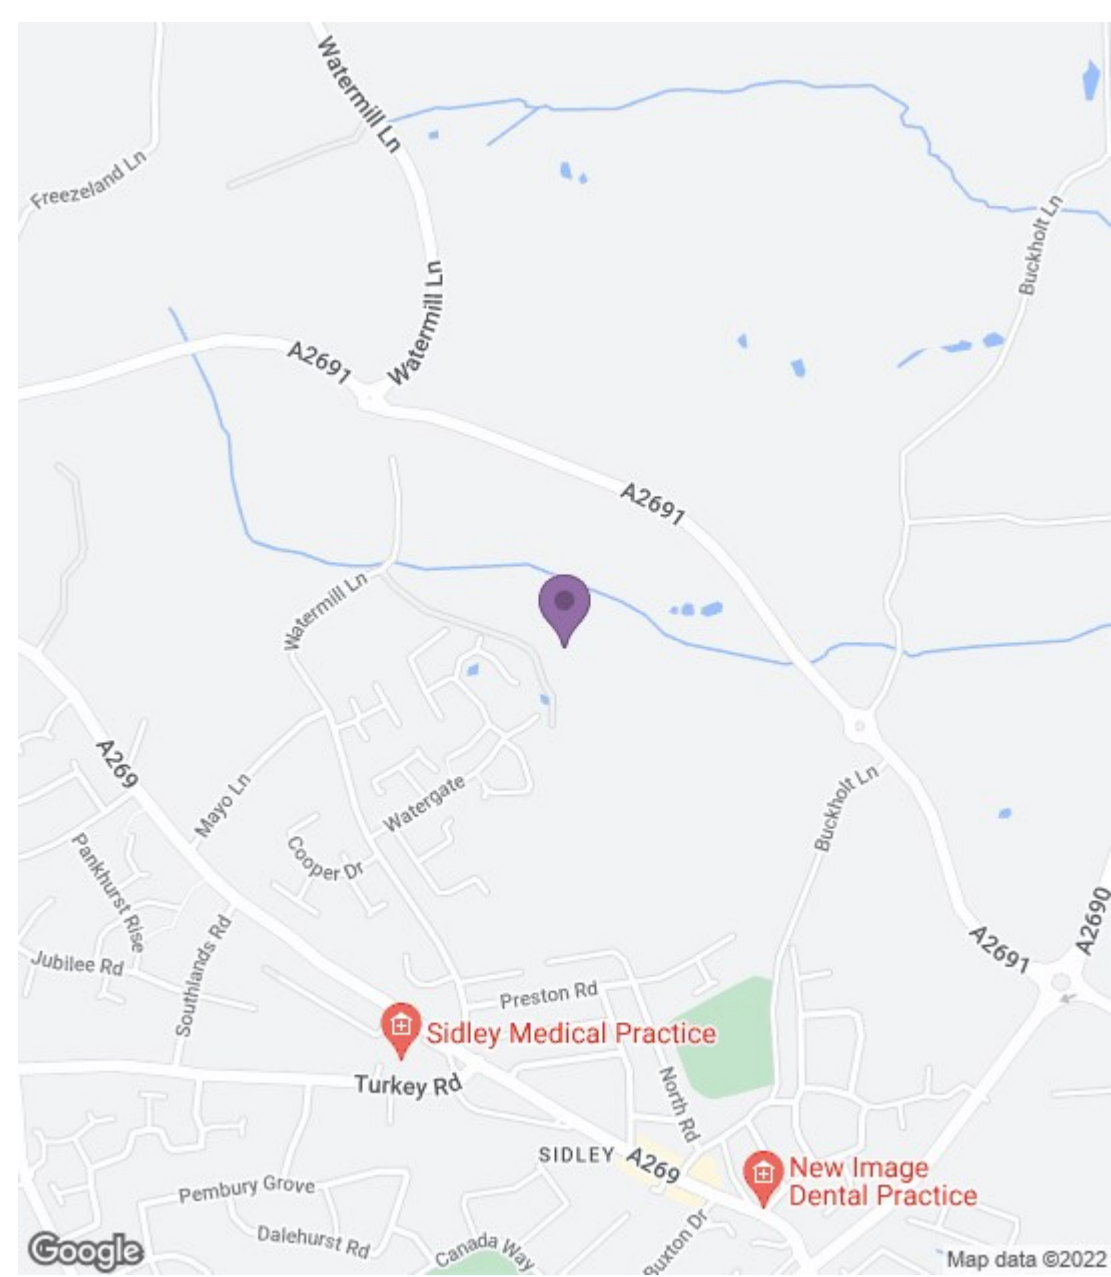 Watermill Ln
Freezeland Ln
Buckholt Ln
Watermill Ln
A2691
A2691
Watermill Ln
A269
Mayo Ln
Watergate
Buckholt Ln
Cooper Dr
Pankhurst Rise
A2690
A2691
Jubilee Rd
Southlands Rd
Preston Rd
Sidley Medical Practice
Turkey Rd
North Rd
SIDLEY
A269
New Image
Dental Practice
Pembury Grove
Dalehurst Rd
Canada Way
Buxton Dr
Google
Map data ©2022